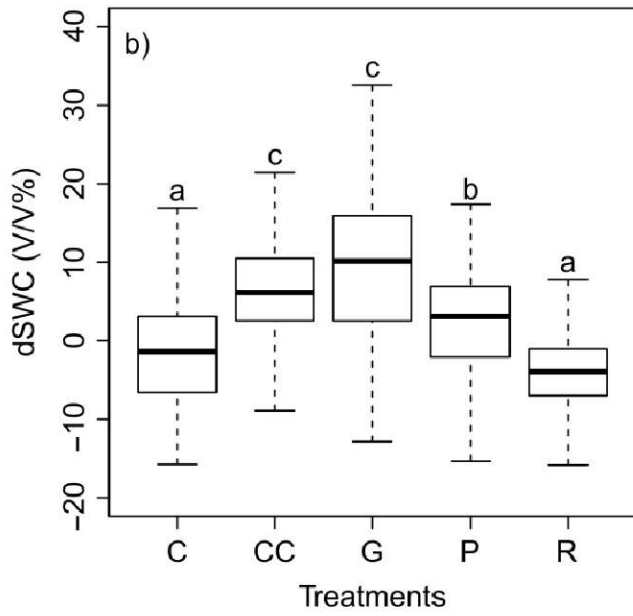 b)
40
30
20
10
0
−10
−20
dSWC (V/V%)
a
c
c
b
a
C CC G P R
Treatments